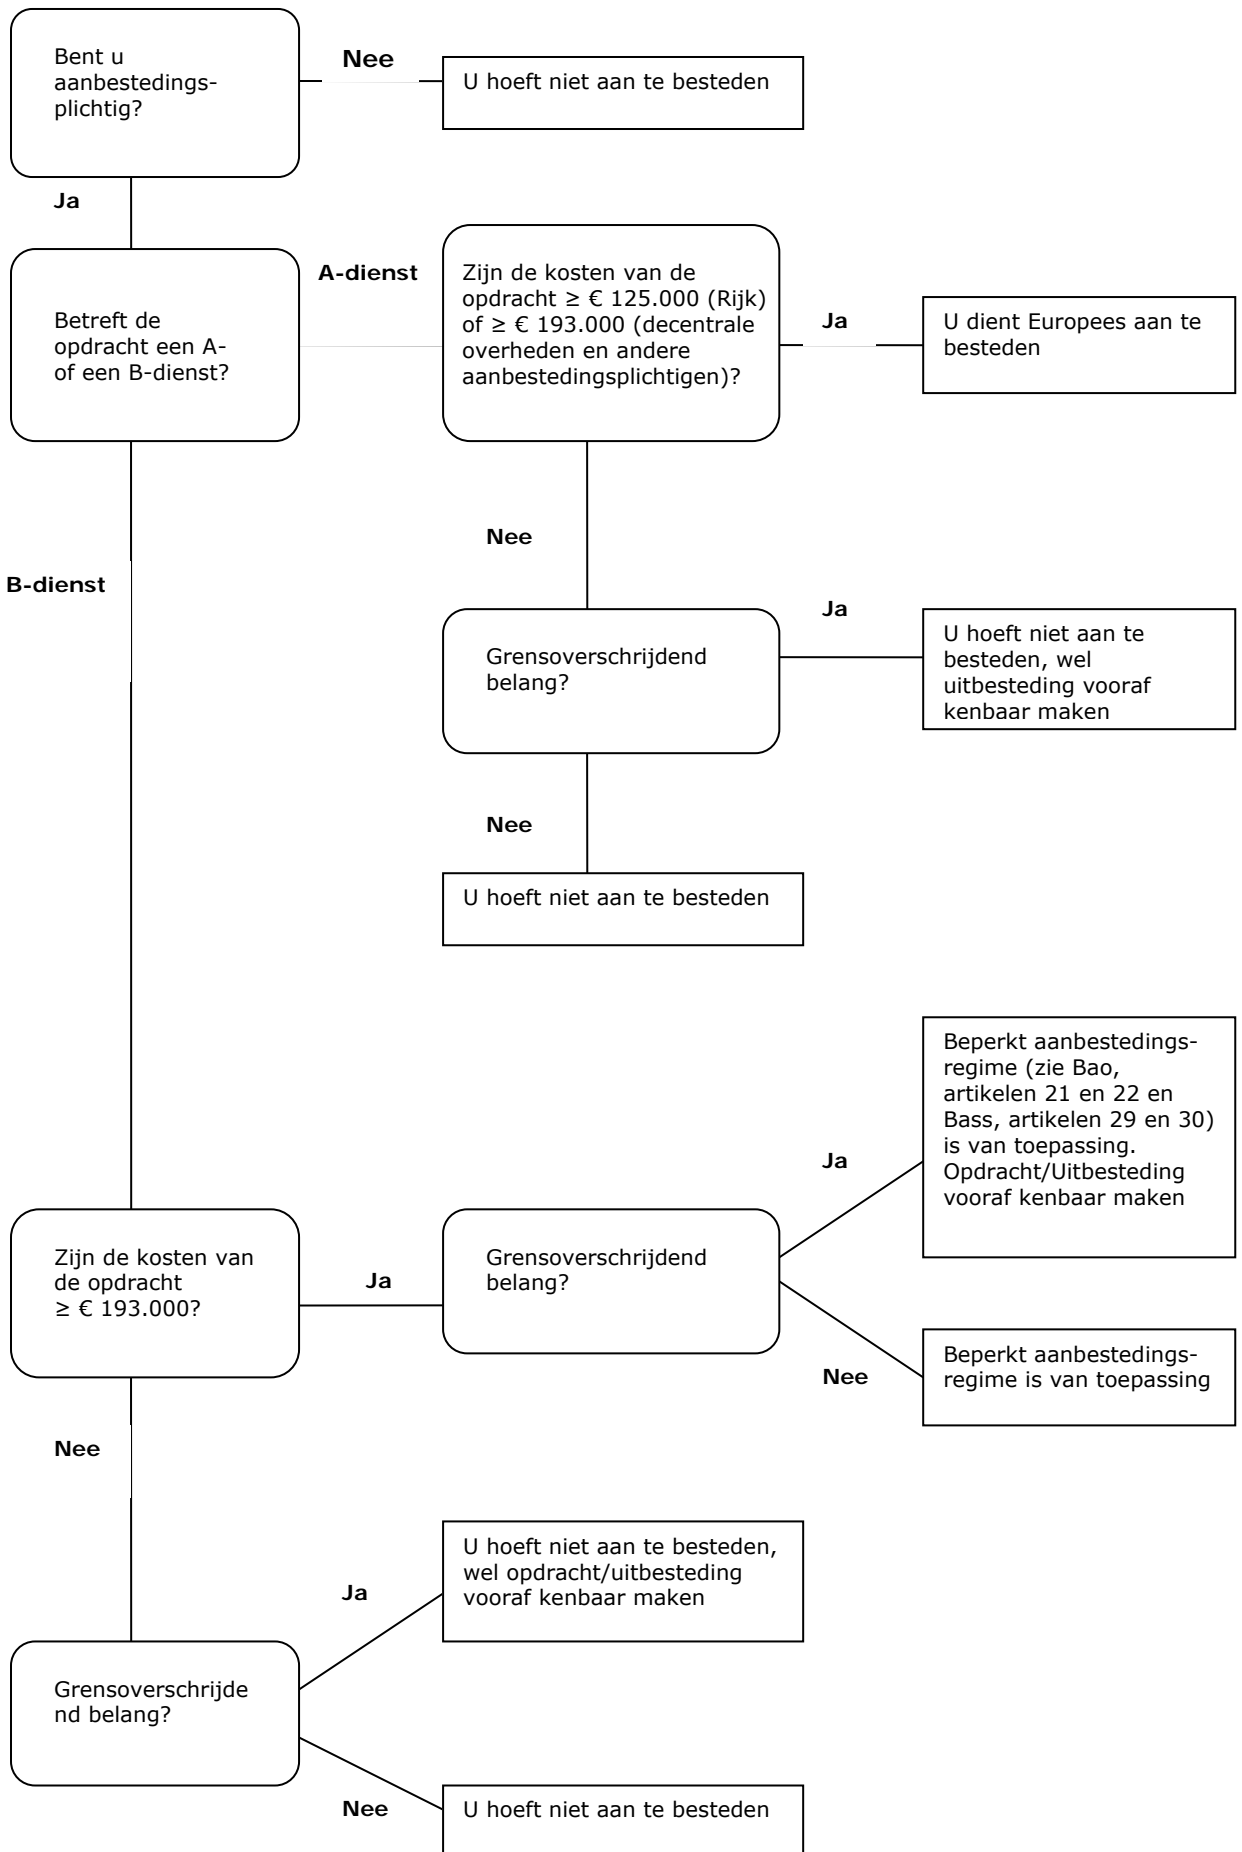 Bent u
aanbestedings-
plichtig?
Nee
U hoeft niet aan te besteden
Ja
Betreft de
opdracht een A-
of een B-dienst?
A-dienst
Zijn de kosten van de
opdracht ≥ € 125.000 (Rijk)
of ≥ € 193.000 (decentrale
overheden en andere
aanbestedingsplichtigen)?
Ja
U dient Europees aan te
besteden
Nee
B-dienst
Grensoverschrijdend
belang?
Ja
U hoeft niet aan te
besteden, wel
uitbesteding vooraf
kenbaar maken
Nee
U hoeft niet aan te besteden
Zijn de kosten van
de opdracht
≥ € 193.000?
Ja
Grensoverschrijdend
belang?
Ja
Beperkt aanbestedings-
regime (zie Bao,
artikelen 21 en 22 en
Bass, artikelen 29 en 30)
is van toepassing.
Opdracht/Uitbesteding
vooraf kenbaar maken
Nee
Beperkt aanbestedings-
regime is van toepassing
Nee
Grensoverschrijde
nd belang?
Ja
U hoeft niet aan te besteden,
wel opdracht/uitbesteding
vooraf kenbaar maken
Nee
U hoeft niet aan te besteden